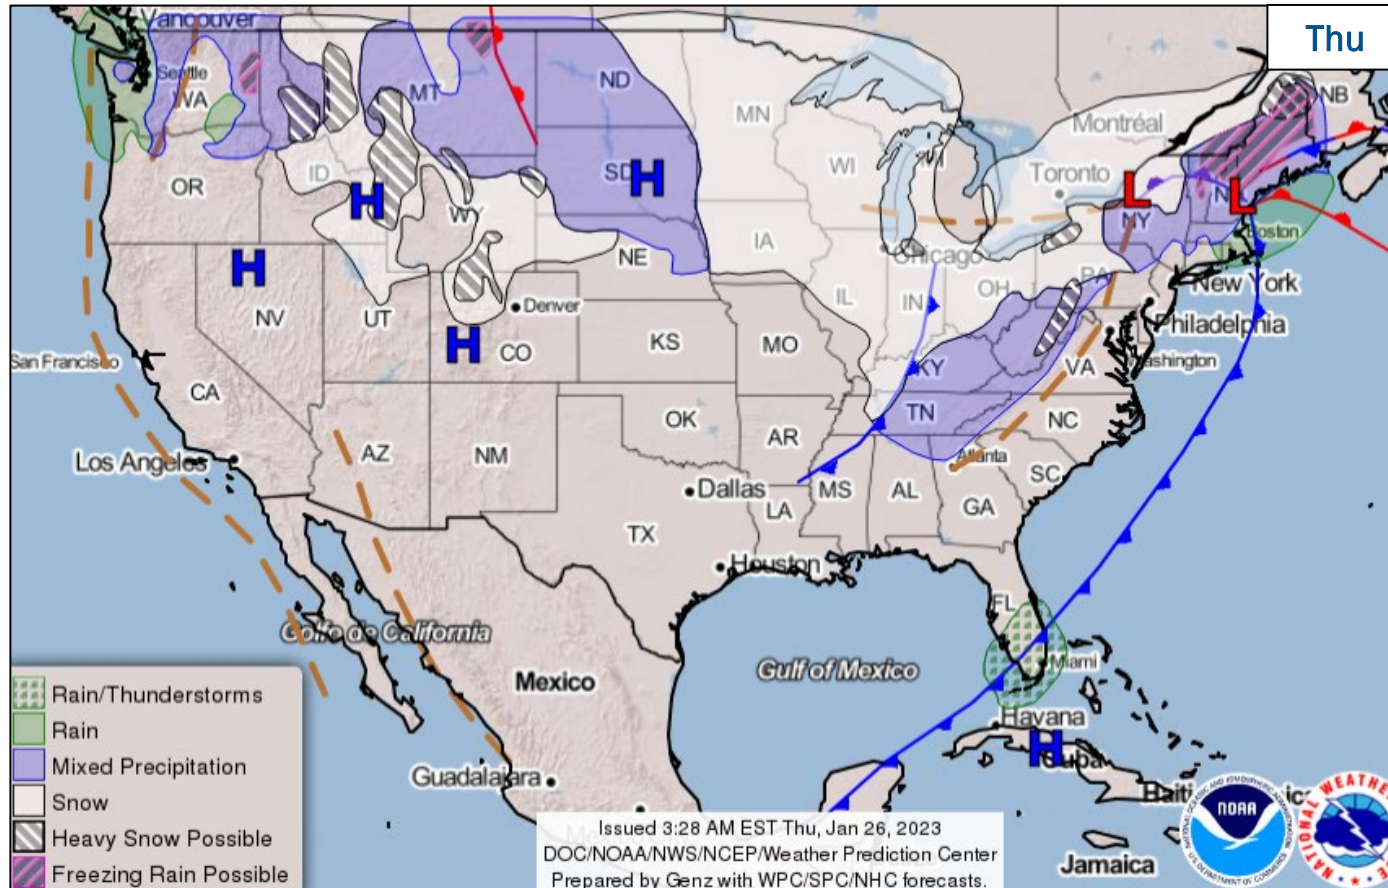 Thu
Vancouver
Seattle
WA
MT
ND
MN
Montréal
NB
OR
ID
WY
SD
WI
MI
Toronto
NY
Boston
IA
NE
Chicago
PA
New York
IL
IN
OH
Denver
NV
UT
CO
KS
MO
KY
VA
Philadelphia
Washington
San Francisco
CA
TN
NC
OK
AR
Atlanta
SC
Los Angeles
AZ
NM
Dallas
MS
AL
GA
LA
TX
Houston
FL
Golfo de California
Gulf of Mexico
Miami
Mexico
Havana
Cuba
Guadalajara
Jamaica
H
H
H
H
H
L
L
Rain/Thunderstorms
Rain
Mixed Precipitation
Snow
Heavy Snow Possible
Freezing Rain Possible
Issued 3:28 AM EST Thu, Jan 26, 2023
DOC/NOAA/NWS/NCEP/Weather Prediction Center
Prepared by Genz with WPC/SPC/NHC forecasts.
NOAA
NATIONAL WEATHER